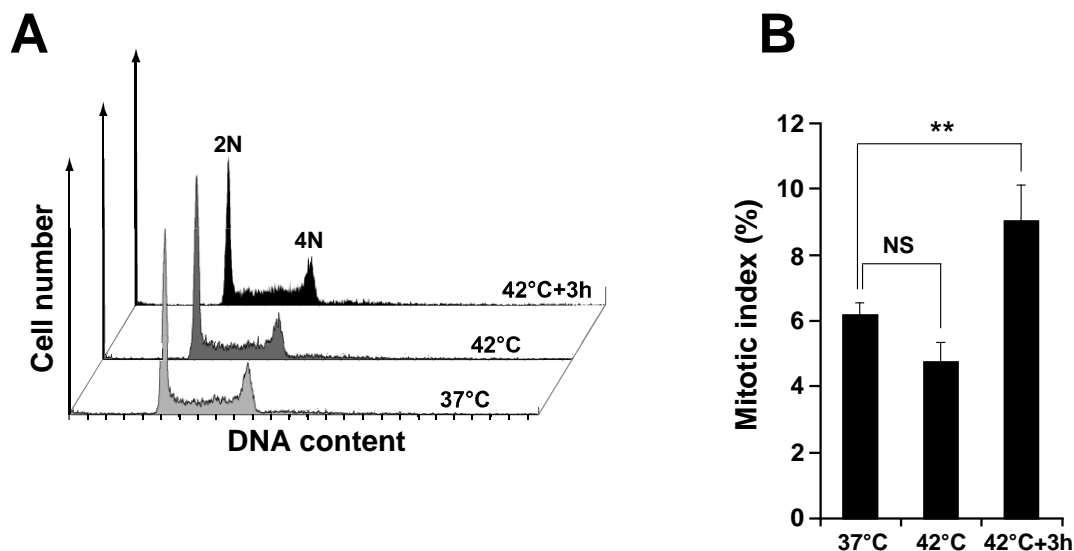 A
Cell number
2N
4N
42°C+3h
42°C
37°C
DNA content
B
Mitotic index (%)
12
10
8
6
4
2
0
**
NS
37°C
42°C
42°C+3h